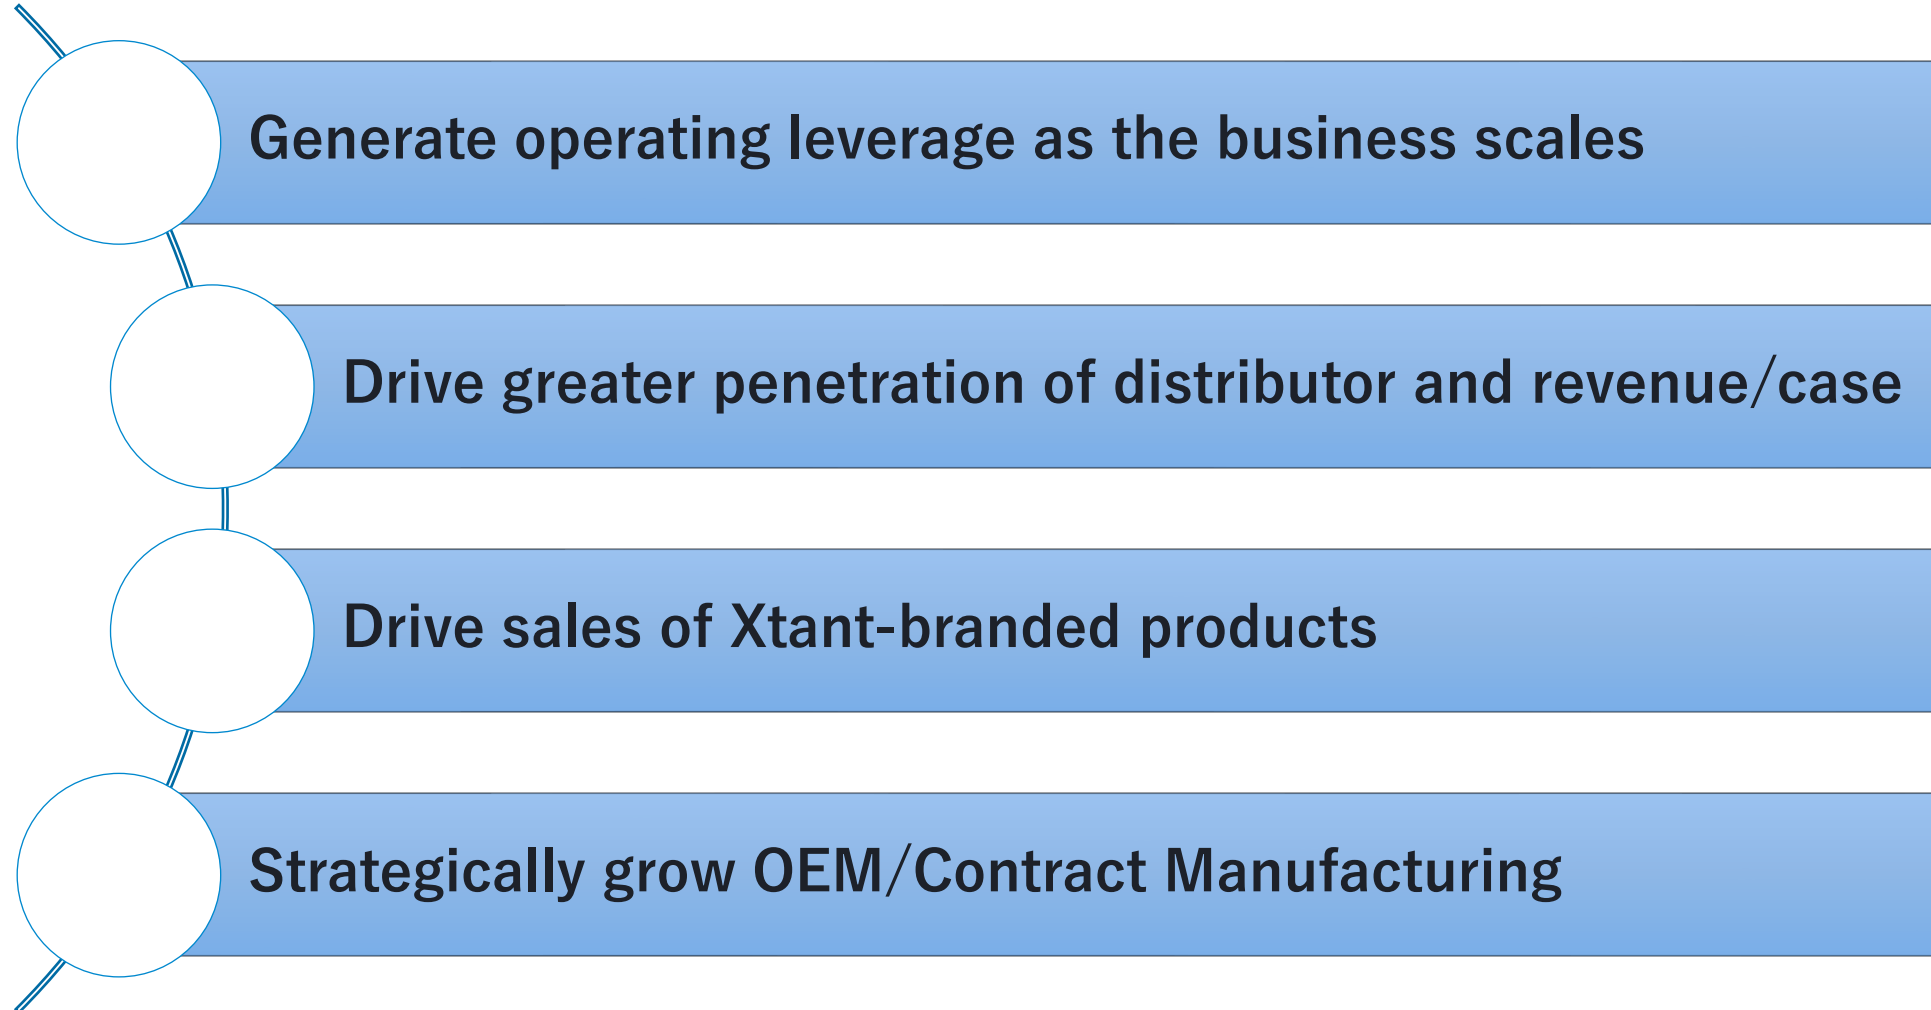 Generate operating leverage as the business scales
Drive greater penetration of distributor and revenue/case
Drive sales of Xtant-branded products
Strategically grow OEM/Contract Manufacturing